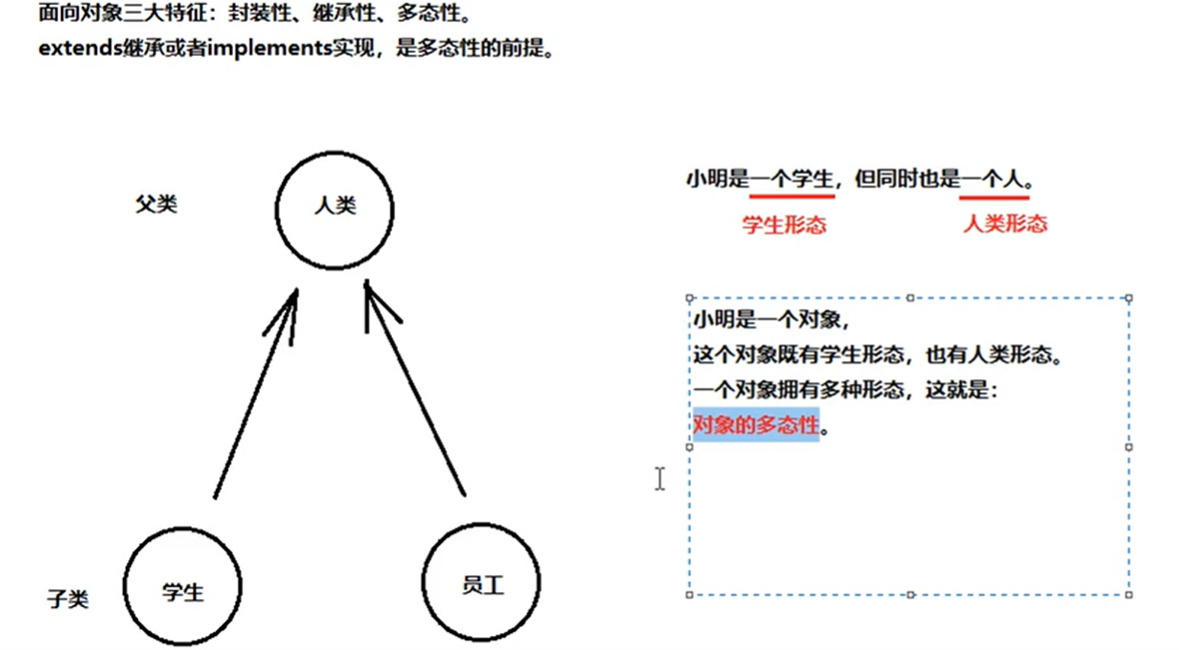 面向对象三大特征：封装性、继承性、多态性。
extends继承或者implements实现，是多态性的前提。
父类
人类
小明是一个学生，但同时也是一个人。
学生形态
人类形态
小明是一个对象，
这个对象既有学生形态，也有人类形态。
一个对象拥有多种形态，这就是：
对象的多态性。
子类
学生
员工